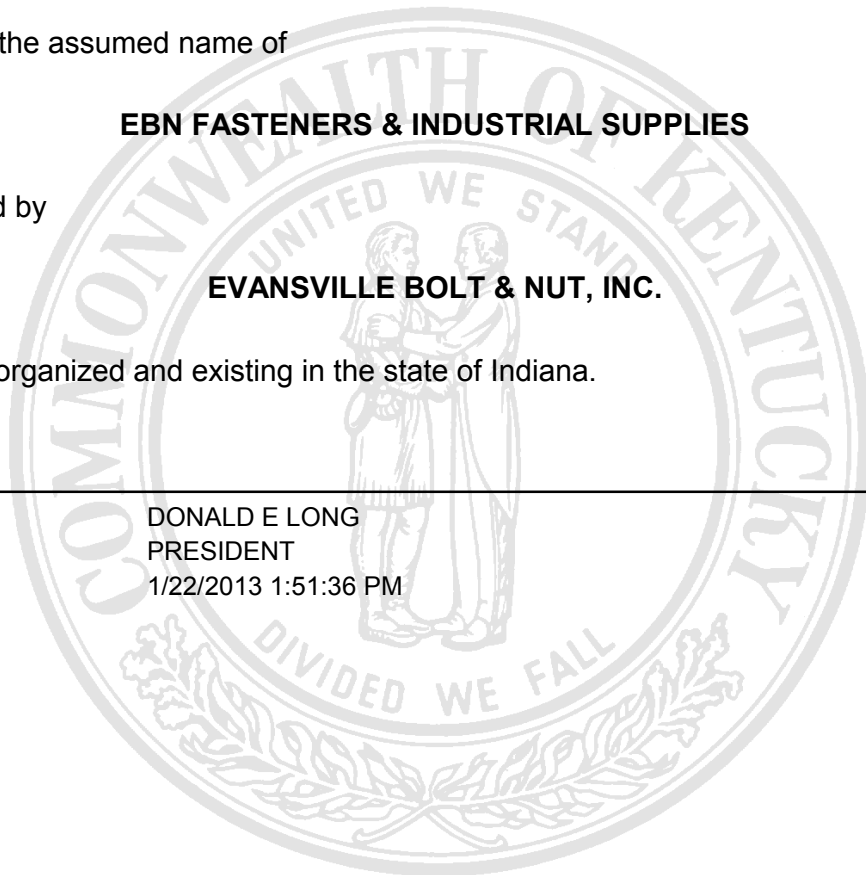 the assumed name of
EBN FASTENERS & INDUSTRIAL SUPPLIES
d by
EVANSVILLE BOLT & NUT, INC.
organized and existing in the state of Indiana.
DONALD E LONG
PRESIDENT
1/22/2013 1:51:36 PM
COMMONWEALTH OF KENTUCKY
UNITED WE STAND
DIVIDED WE FALL